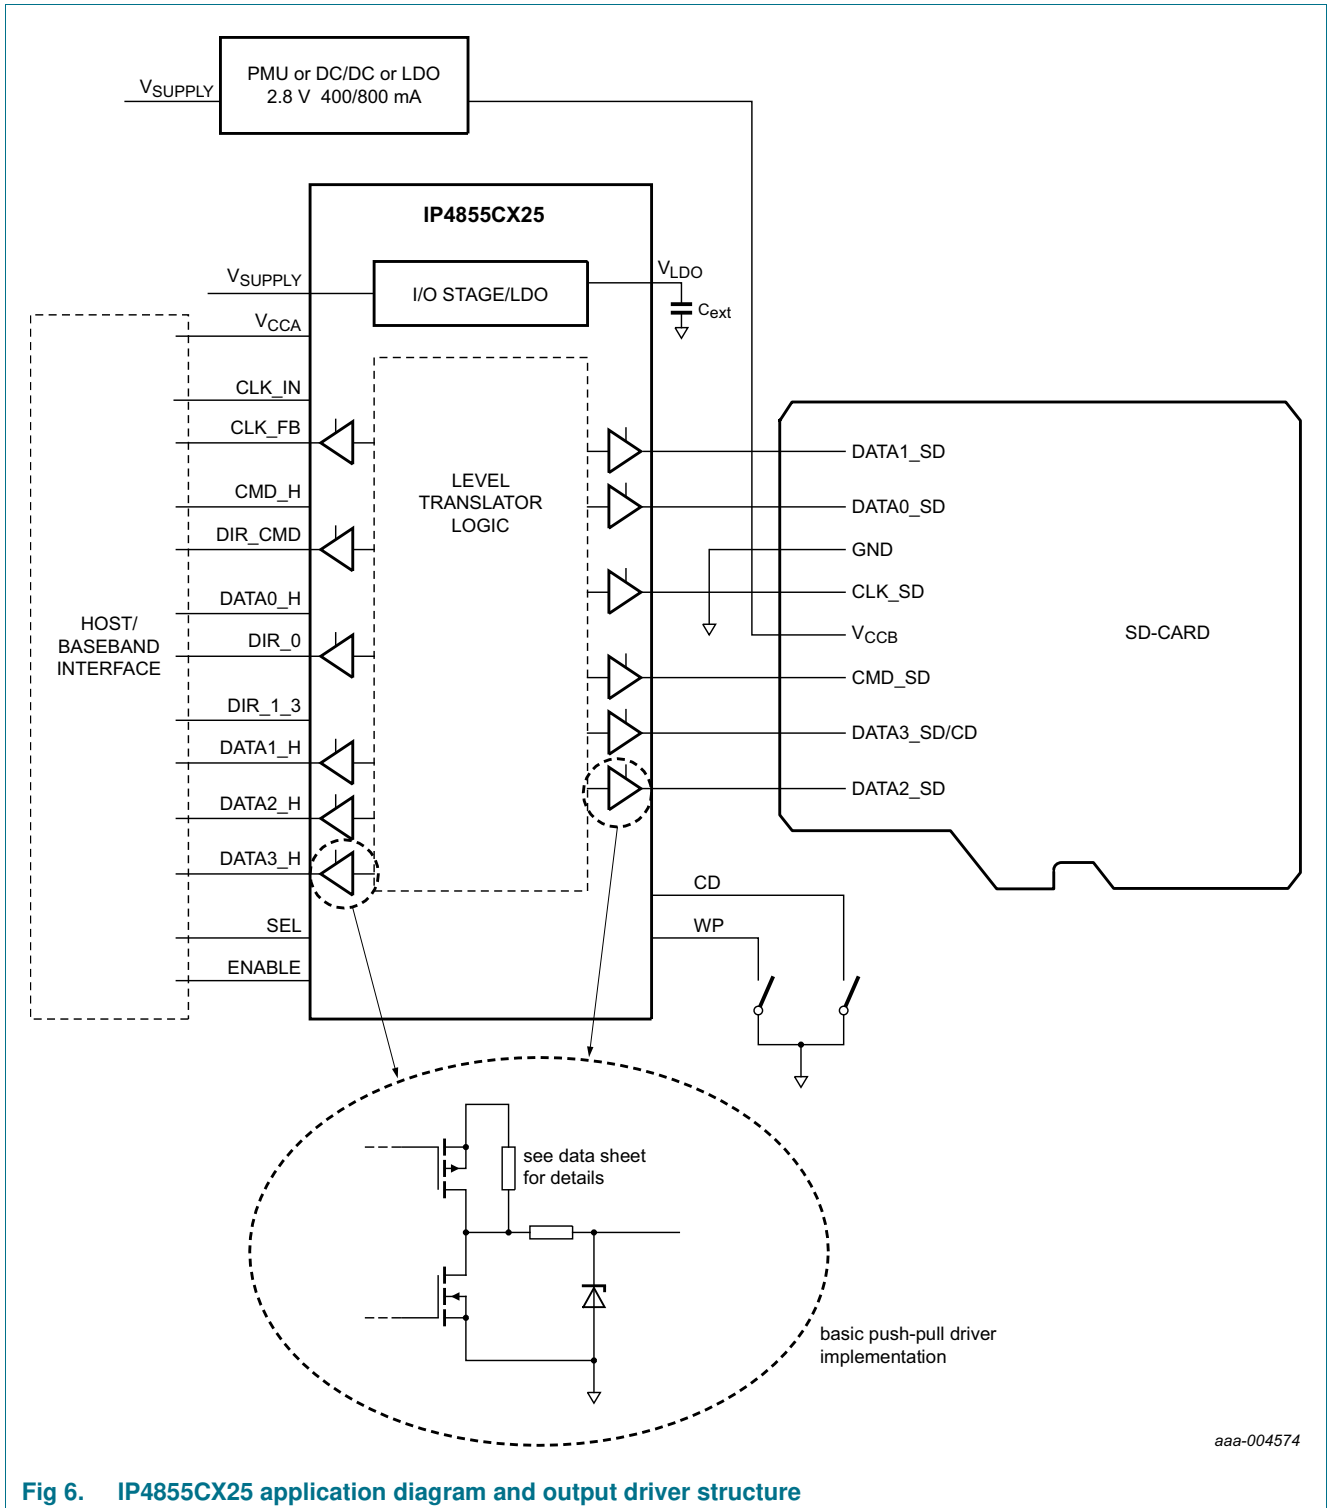 PMU or DC/DC or LDO
2.8 V 400/800 mA
VSUPPLY
IP4855CX25
VSUPPLY
I/O STAGE/LDO
VLDO
Cext
VCCA
CLK_IN
CLK_FB
CMD_H
DIR_CMD
DATA0_H
DIR_0
DIR_1_3
DATA1_H
DATA2_H
DATA3_H
SEL
ENABLE
HOST/
BASEBAND
INTERFACE
LEVEL
TRANSLATOR
LOGIC
DATA1_SD
DATA0_SD
GND
CLK_SD
VCCB
CMD_SD
DATA3_SD/CD
DATA2_SD
SD-CARD
CD
WP
see data sheet
for details
basic push-pull driver
implementation
aaa-004574
Fig 6. IP4855CX25 application diagram and output driver structure